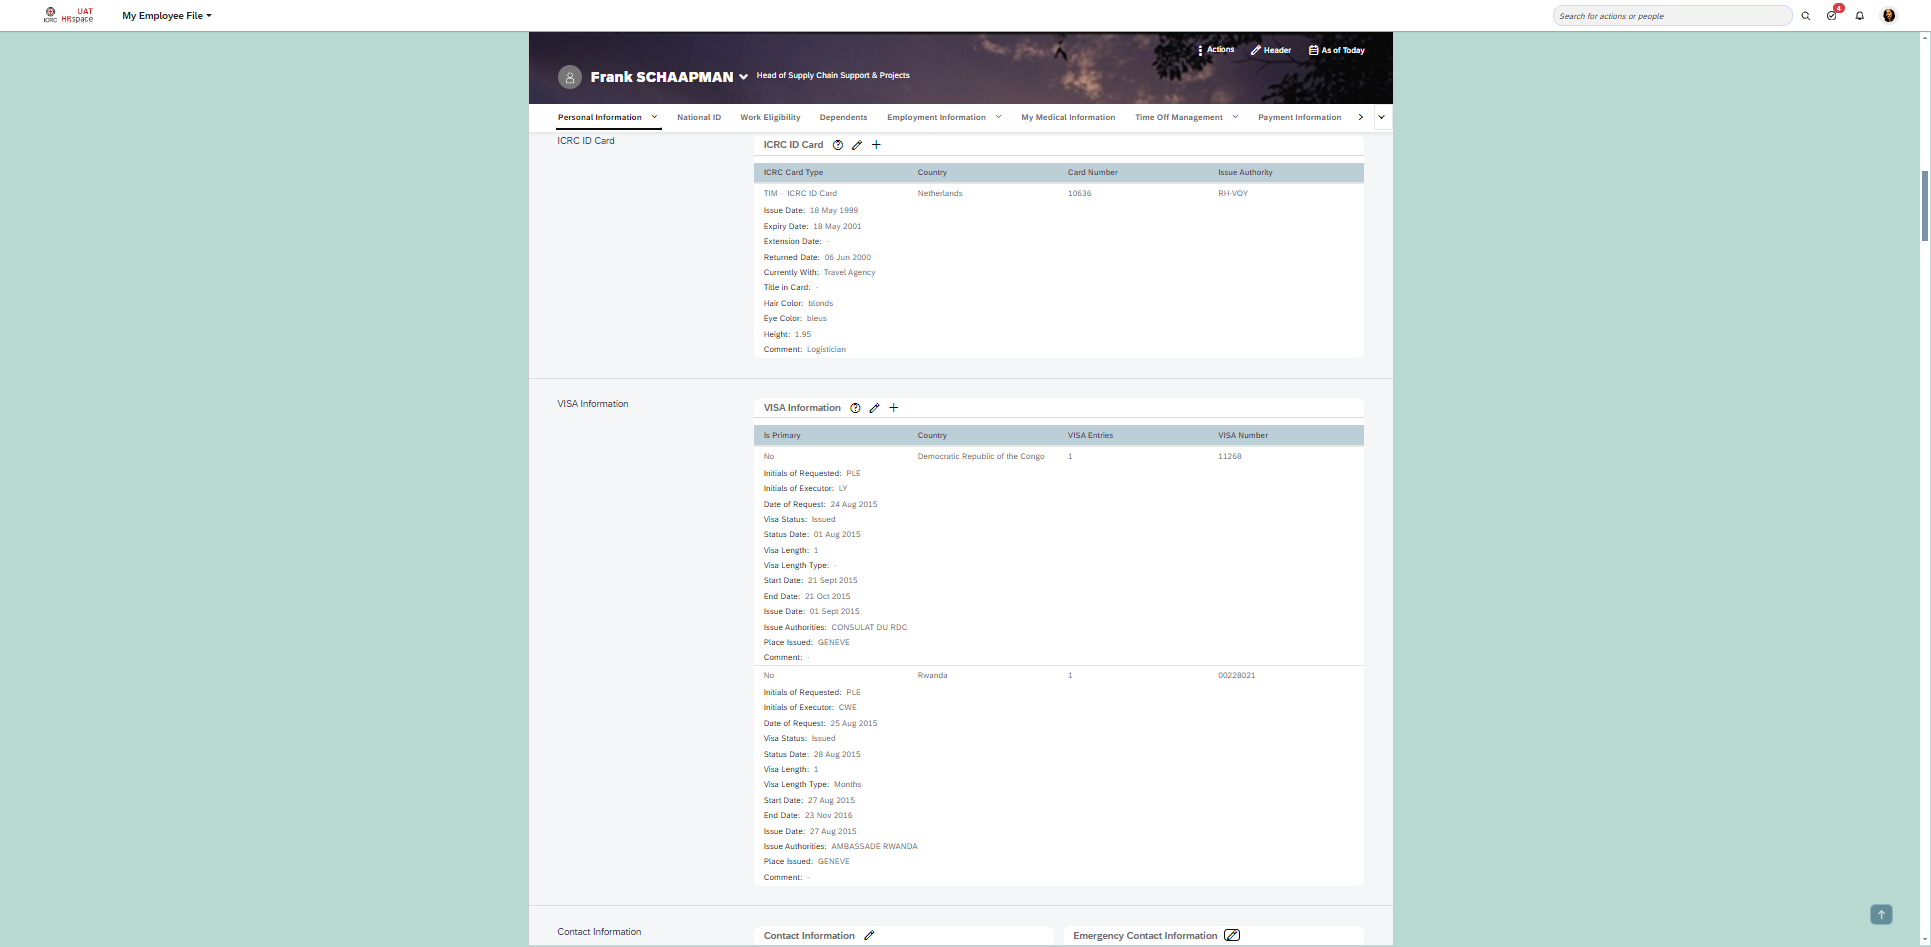 ICRC UAT HRspace My Employee File Search for actions or people 4
Actions Header As of Today
Frank SCHAAPMAN Head of Supply Chain Support & Projects
Personal Information National ID Work Eligibility Dependents Employment Information My Medical Information Time Off Management Payment Information
ICRC ID Card
ICRC ID Card
ICRC Card Type Country Card Number Issue Authority
TIM - ICRC ID Card Netherlands 10636 RH-VOY
Issue Date: 18 May 1999
Expiry Date: 18 May 2001
Extension Date: -
Returned Date: 06 Jun 2000
Currently With: Travel Agency
Title in Card: -
Hair Color: blonds
Eye Color: bleus
Height: 1.95
Comment: Logistician
VISA Information
VISA Information
Is Primary Country VISA Entries VISA Number
No Democratic Republic of the Congo 1 11268
Initials of Requested: PLE
Initials of Executor: LY
Date of Request: 24 Aug 2015
Visa Status: Issued
Status Date: 01 Aug 2015
Visa Length: 1
Visa Length Type: -
Start Date: 21 Sept 2015
End Date: 21 Oct 2015
Issue Date: 01 Sept 2015
Issue Authorities: CONSULAT DU RDC
Place Issued: GENEVE
Comment: -
No Rwanda 1 00228021
Initials of Requested: PLE
Initials of Executor: CWE
Date of Request: 25 Aug 2015
Visa Status: Issued
Status Date: 28 Aug 2015
Visa Length: 1
Visa Length Type: Months
Start Date: 27 Aug 2015
End Date: 23 Nov 2016
Issue Date: 27 Aug 2015
Issue Authorities: AMBASSADE RWANDA
Place Issued: GENEVE
Comment: -
Contact Information
Contact Information Emergency Contact Information